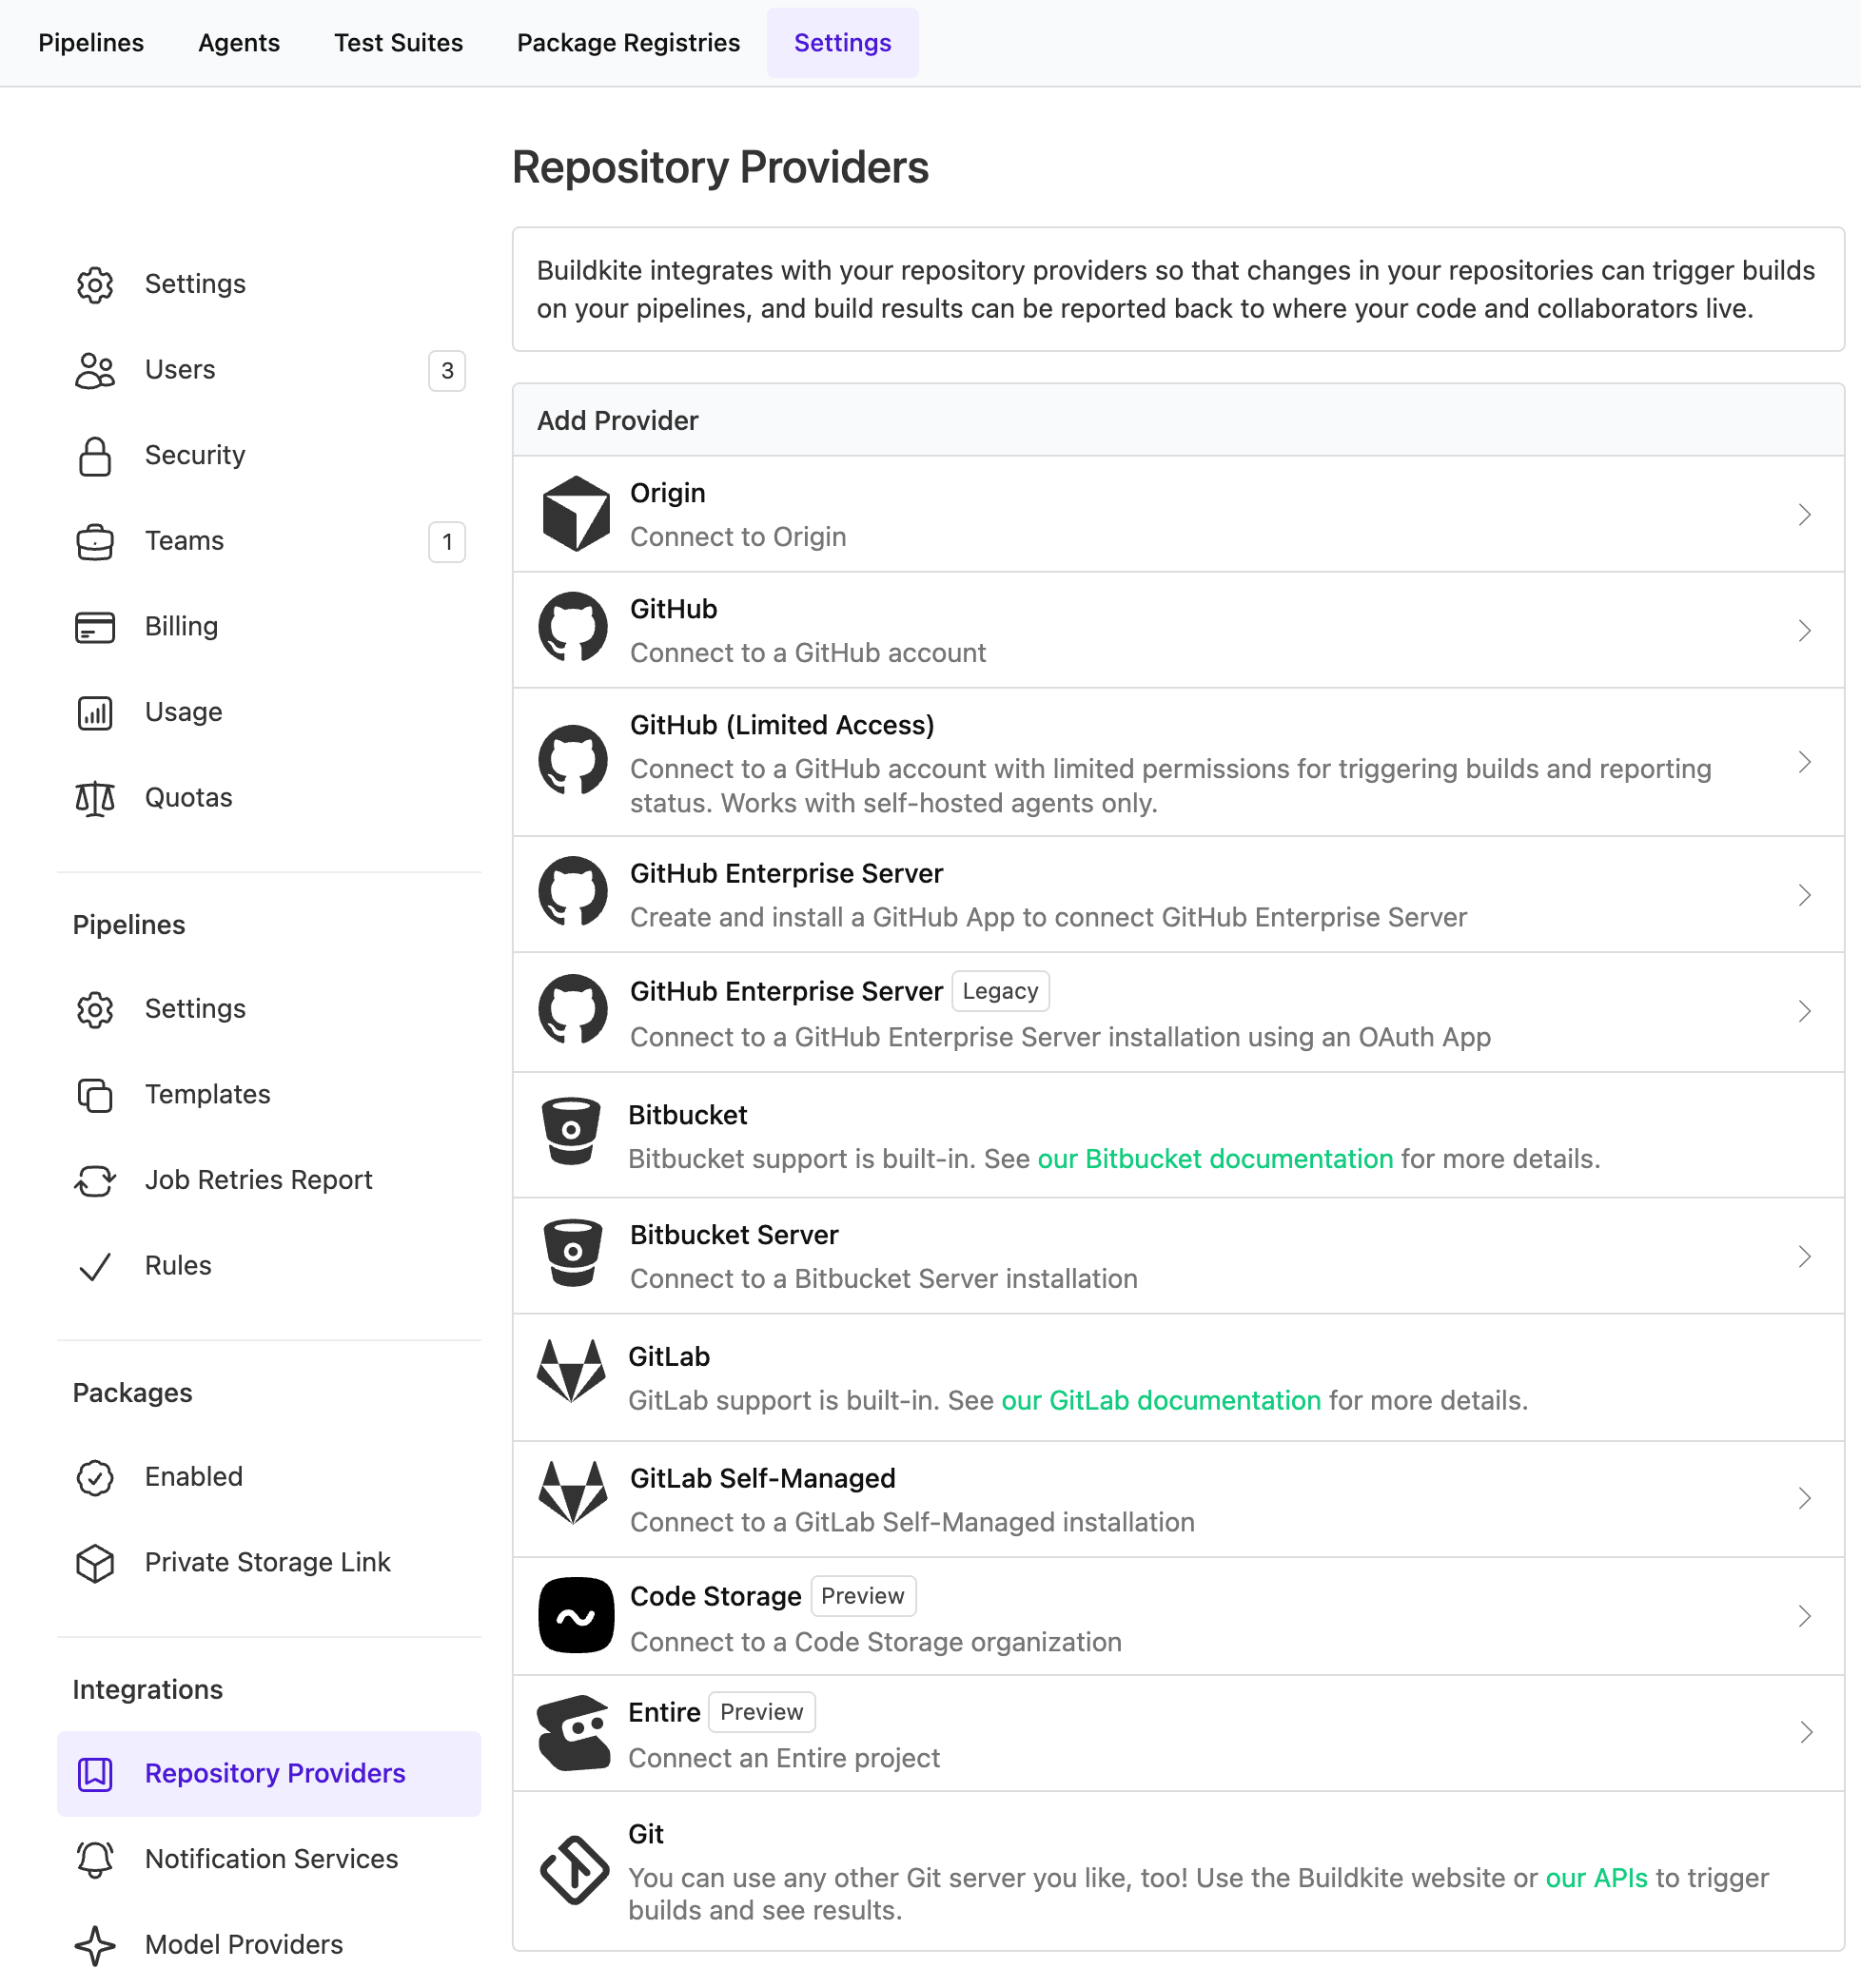 Pipelines
Agents
Test Suites
Package Registries
Settings
Settings
Users
3
Security
Teams
1
Billing
Usage
Quotas
Pipelines
Settings
Templates
Job Retries Report
Rules
Packages
Enabled
Private Storage Link
Integrations
Repository Providers
Notification Services
Model Providers
Repository Providers
Buildkite integrates with your repository providers so that changes in your repositories can trigger builds
on your pipelines, and build results can be reported back to where your code and collaborators live.
Add Provider
Origin
Connect to Origin
GitHub
Connect to a GitHub account
GitHub (Limited Access)
Connect to a GitHub account with limited permissions for triggering builds and reporting
status. Works with self-hosted agents only.
GitHub Enterprise Server
Create and install a GitHub App to connect GitHub Enterprise Server
GitHub Enterprise Server Legacy
Connect to a GitHub Enterprise Server installation using an OAuth App
Bitbucket
Bitbucket support is built-in. See our Bitbucket documentation for more details.
Bitbucket Server
Connect to a Bitbucket Server installation
GitLab
GitLab support is built-in. See our GitLab documentation for more details.
GitLab Self-Managed
Connect to a GitLab Self-Managed installation
Code Storage Preview
Connect to a Code Storage organization
Entire Preview
Connect an Entire project
Git
You can use any other Git server you like, too! Use the Buildkite website or our APIs to trigger
builds and see results.